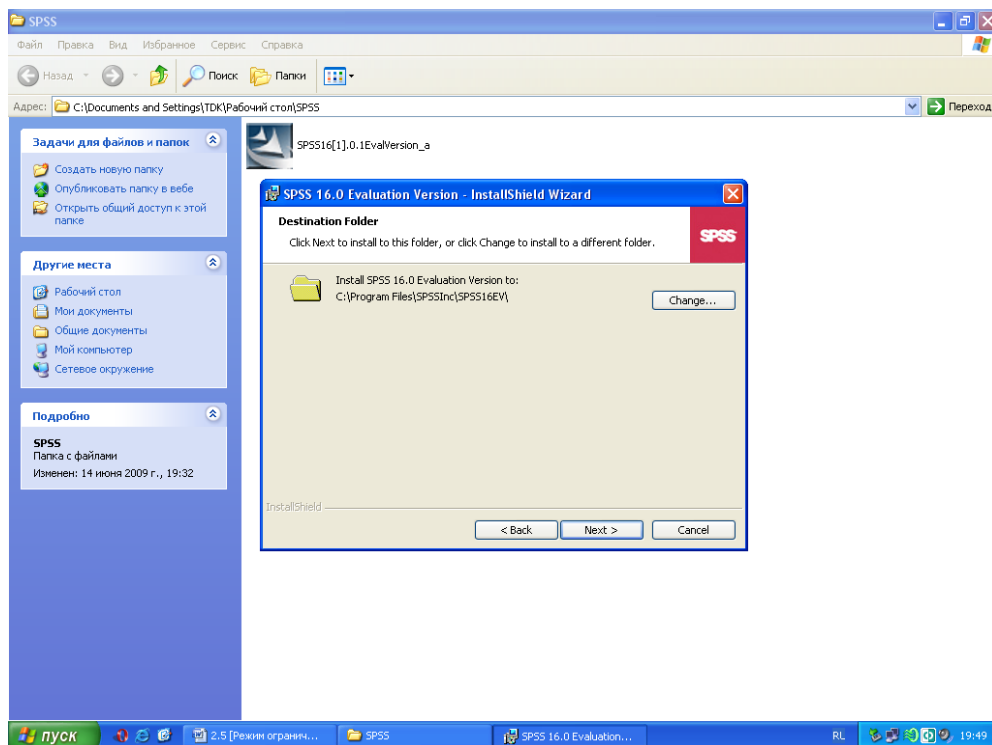 SPSS
Файл Правка Вид Избранное Сервис Справка
Назад Поиск Папки
Адрес: C:\Documents and Settings\TDK\Рабочий стол\SPSS Переход
Задачи для файлов и папок
Создать новую папку
Опубликовать папку в вебе
Открыть общий доступ к этой
папке
Другие места
Рабочий стол
Мои документы
Общие документы
Мой компьютер
Сетевое окружение
Подробно
SPSS
Папка с файлами
Изменен: 14 июня 2009 г., 19:32
SPSS16[1].0.1EvalVersion_a
SPSS 16.0 Evaluation Version - InstallShield Wizard
Destination Folder
Click Next to install to this folder, or click Change to install to a different folder.
SPSS
Install SPSS 16.0 Evaluation Version to:
C:\Program Files\SPSSInc\SPSS16EV\
Change...
InstallShield
< Back Next > Cancel
пуск 2.5 [Режим огранич... SPSS SPSS 16.0 Evaluation... RL 19:49